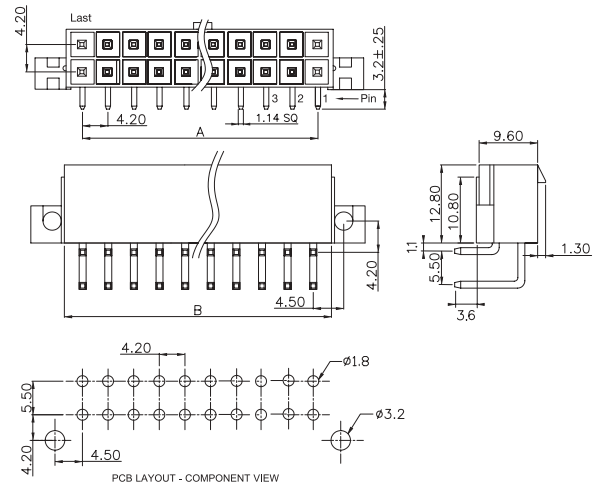 Last
4.20
3.2±.25
3 2 1 Pin
4.20
A
1.14 SQ
9.60
12.80
10.80
1.30
1.1
5.50
3.6
4.20
4.50
B
4.20
ø1.8
5.50
4.20
ø3.2
4.50
PCB LAYOUT - COMPONENT VIEW